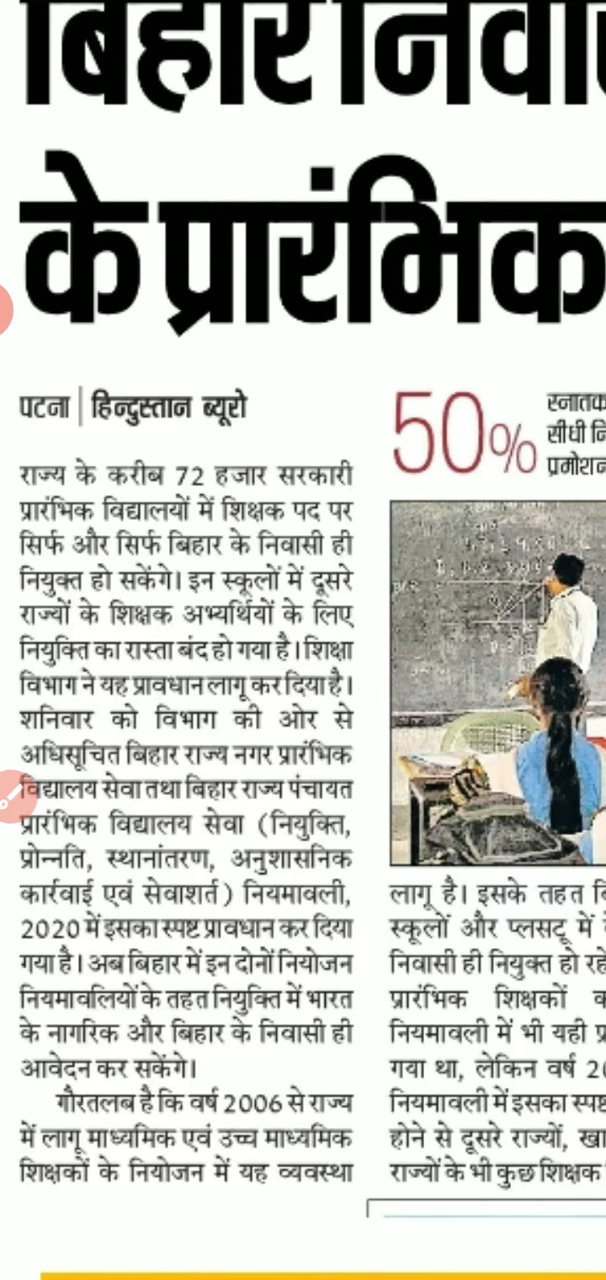 बिहार निवा
के प्रारंभिक
पटना | हिन्दुस्तान ब्यूरो
राज्य के करीब 72 हजार सरकारी
प्रारंभिक विद्यालयों में शिक्षक पद पर
सिर्फ और सिर्फ बिहार के निवासी ही
नियुक्त हो सकेंगे। इन स्कूलों में दूसरे
राज्यों के शिक्षक अभ्यर्थियों के लिए
नियुक्ति का रास्ता बंद हो गया है। शिक्षा
विभाग ने यह प्रावधान लागू कर दिया है।
शनिवार को विभाग की ओर से
अधिसूचित बिहार राज्य नगर प्रारंभिक
विद्यालय सेवा तथा बिहार राज्य पंचायत
प्रारंभिक विद्यालय सेवा (नियुक्ति,
प्रोन्नति, स्थानांतरण, अनुशासनिक
कार्रवाई एवं सेवाशर्त) नियमावली,
2020 में इसका स्पष्ट प्रावधान कर दिया
गया है। अब बिहार में इन दोनों नियोजन
नियमावलियों के तहत नियुक्ति में भारत
के नागरिक और बिहार के निवासी ही
आवेदन कर सकेंगे।
गौरतलब है कि वर्ष 2006 से राज्य
में लागू माध्यमिक एवं उच्च माध्यमिक
शिक्षकों के नियोजन में यह व्यवस्था
50%
स्नातक
सीधी नि
प्रमोशन
लागू है। इसके तहत
स्कूलों और प्लसटू में
निवासी ही नियुक्त हो रहे
प्रारंभिक शिक्षकों
नियमावली में भी यही
गया था, लेकिन वर्ष 20
नियमावली में इसका स्पष्ट
होने से दूसरे राज्यों,
राज्यों के भी कुछ शिक्षक